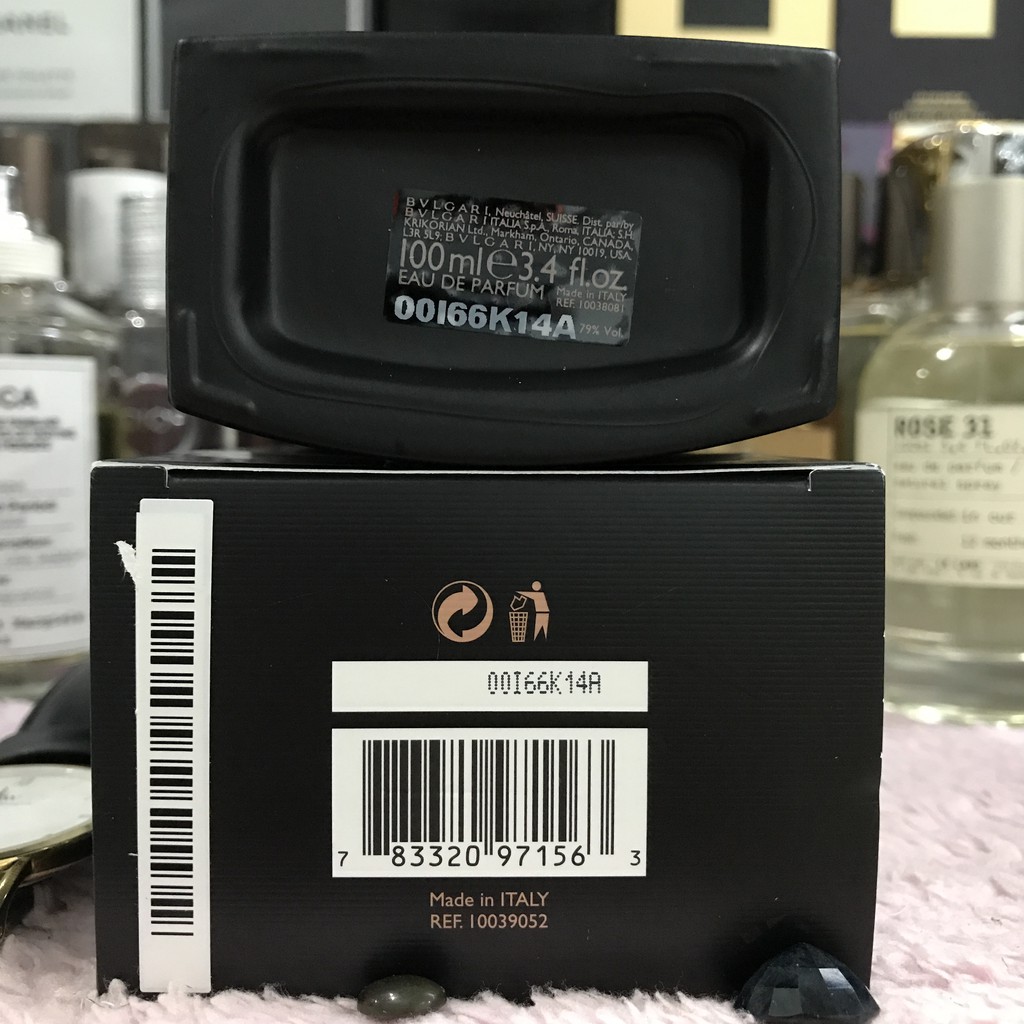 BVLGARI, Neuchâtel, SUISSE. Dist. par/by
BVLGARI ITALIA S.p.A., Roma, ITALIA. S.H.
KRIKORIAN Ltd., Markham, Ontario, CANADA,
L3R 5L9. BVLGARI, NY, NY 10019, USA.
100 ml e 3.4 fl.oz.
EAU DE PARFUM
Made in ITALY
REF. 10038081
00I66K14A
79% Vol.
ROSE 31
00I66K14A
7 83320 97156 3
Made in ITALY
REF. 10039052